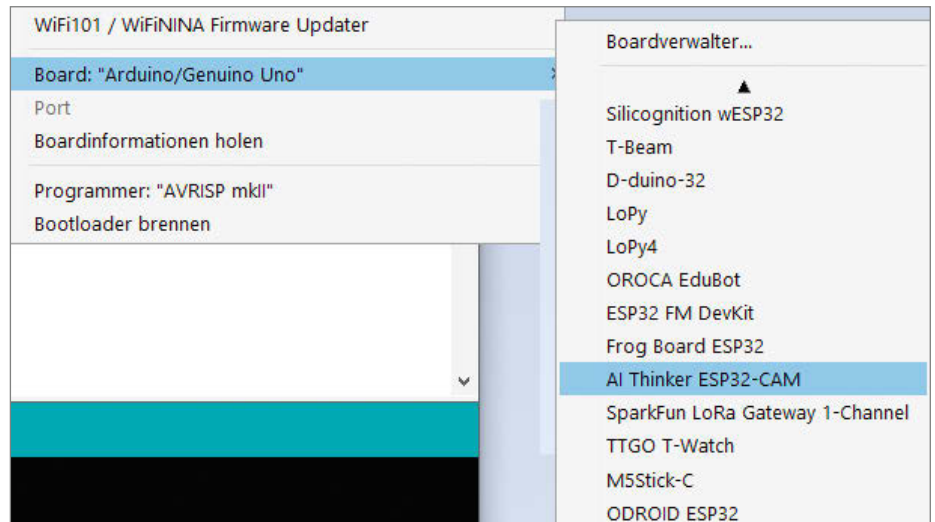 WiFi101 / WiFiNINA Firmware Updater
Board: "Arduino/Genuino Uno"
Port
Boardinformationen holen
Programmer: "AVRISP mkII"
Bootloader brennen
Boardverwalter...
Silicognition wESP32
T-Beam
D-duino-32
LoPy
LoPy4
OROCA EduBot
ESP32 FM DevKit
Frog Board ESP32
AI Thinker ESP32-CAM
SparkFun LoRa Gateway 1-Channel
TTGO T-Watch
M5Stick-C
ODROID ESP32